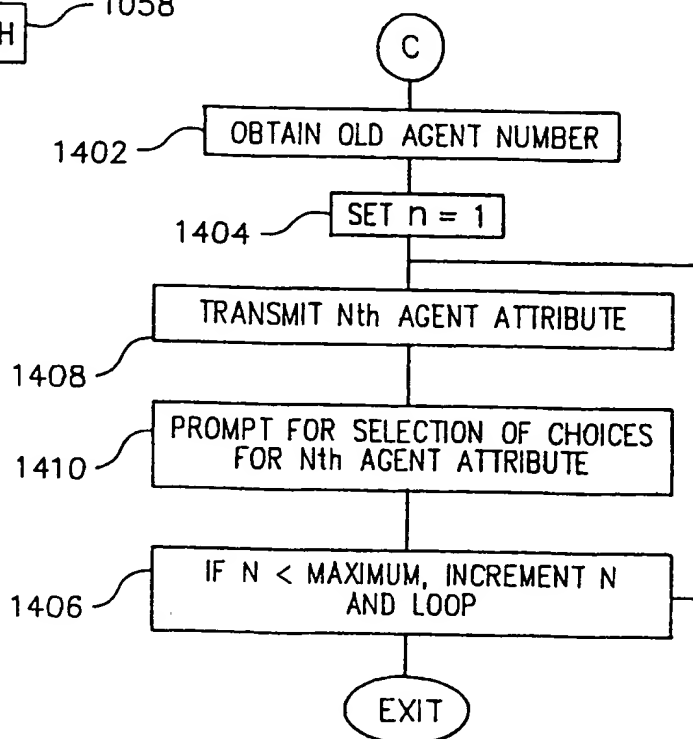 H
1058
C
1402
OBTAIN OLD AGENT NUMBER
1404
SET n = 1
TRANSMIT Nth AGENT ATTRIBUTE
1408
PROMPT FOR SELECTION OF CHOICES
FOR Nth AGENT ATTRIBUTE
1410
IF N < MAXIMUM, INCREMENT N
AND LOOP
1406
EXIT